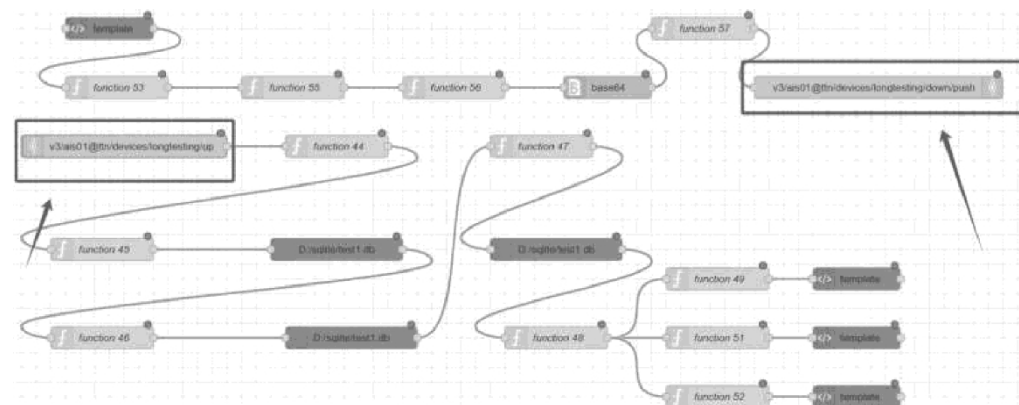 template
function 57
function 53
function 55
function 56
base64
v3/ais01@ttn/devices/longtesting/down/push
v3/ais01@ttn/devices/longtesting/up
function 44
function 47
function 45
D:/sqlite/test1.db
D:/sqlite/test1.db
function 49
template
function 46
D:/sqlite/test1.db
function 48
function 51
template
function 52
template